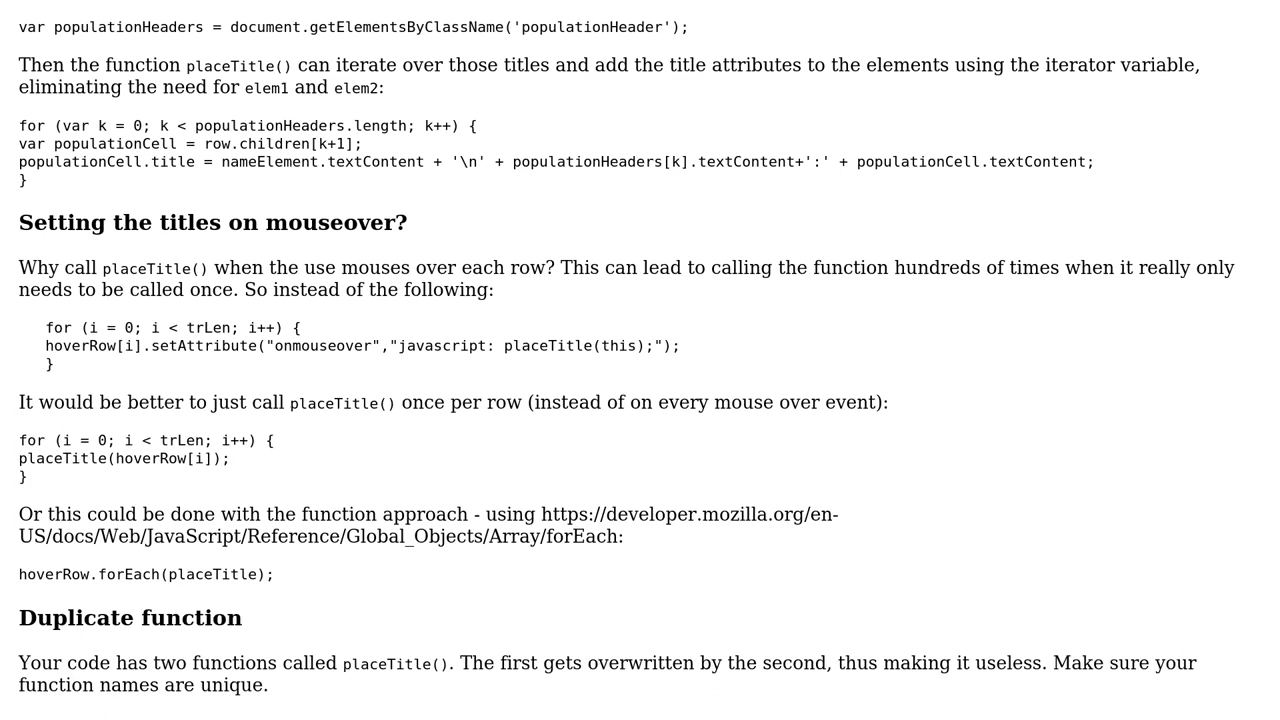 var populationHeaders = document.getElementsByClassName('populationHeader');
Then the function placeTitle() can iterate over those titles and add the title attributes to the elements using the iterator variable,
eliminating the need for elem1 and elem2:
for (var k = 0; k < populationHeaders.length; k++) {
var populationCell = row.children[k+1];
populationCell.title = nameElement.textContent + '\n' + populationHeaders[k].textContent+':' + populationCell.textContent;
}
Setting the titles on mouseover?
Why call placeTitle() when the use mouses over each row? This can lead to calling the function hundreds of times when it really only
needs to be called once. So instead of the following:
for (i = 0; i < trLen; i++) {
hoverRow[i].setAttribute("onmouseover","javascript: placeTitle(this);");
}
It would be better to just call placeTitle() once per row (instead of on every mouse over event):
for (i = 0; i < trLen; i++) {
placeTitle(hoverRow[i]);
}
Or this could be done with the function approach - using https://developer.mozilla.org/en-
US/docs/Web/JavaScript/Reference/Global_Objects/Array/forEach:
hoverRow.forEach(placeTitle);
Duplicate function
Your code has two functions called placeTitle(). The first gets overwritten by the second, thus making it useless. Make sure your
function names are unique.